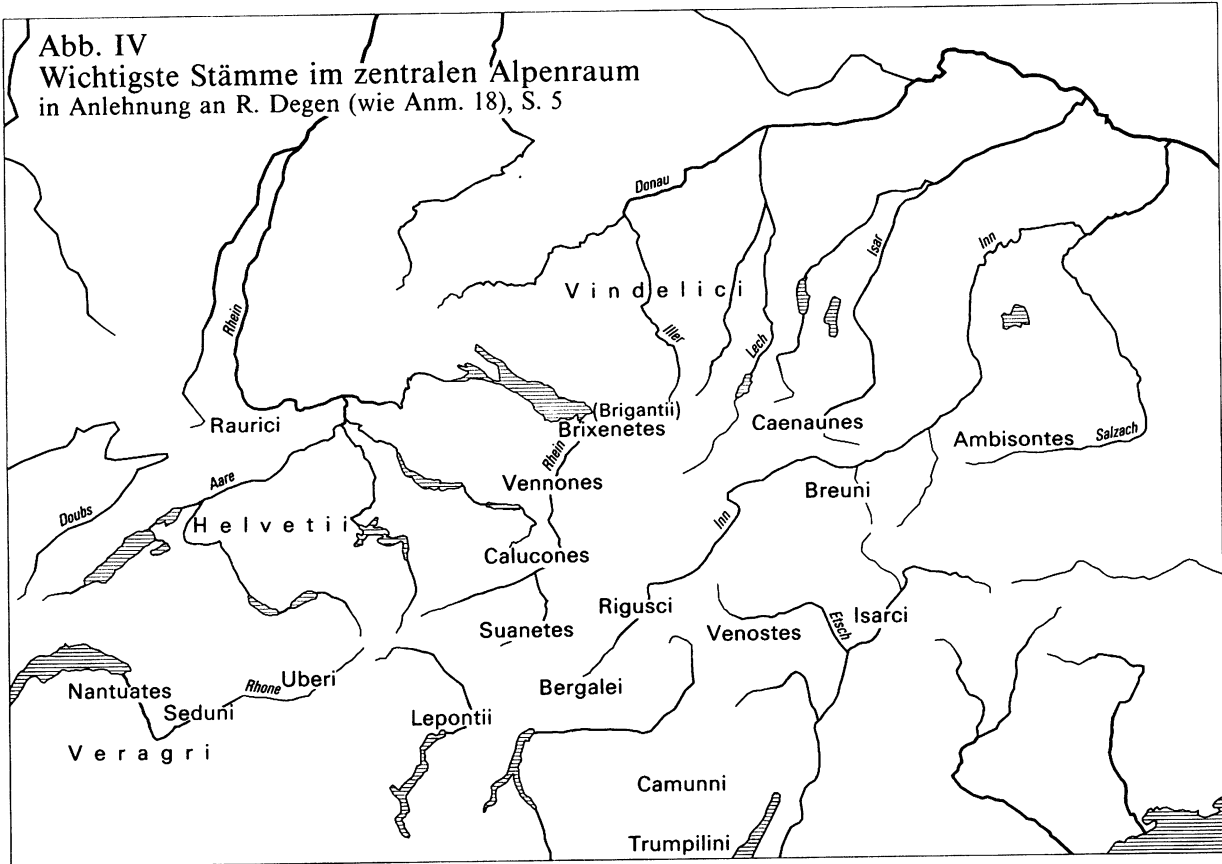 Abb. IV
Wichtigste Stämme im zentralen Alpenraum
in Anlehnung an R. Degen (wie Anm. 18), S. 5
Donau
Isar
Inn
Vindelici
Rhein
Iller
Lech
(Brigantii)
Raurici
Brixenetes
Caenaunes
Ambisontes
Salzach
Rhein
Aare
Vennones
Breuni
Doubs
Helvetii
Inn
Calucones
Rigusci
Isarci
Etsch
Suanetes
Venostes
Uberi
Bergalei
Nantuates
Rhone
Seduni
Lepontii
Veragri
Camunni
Trumpilini